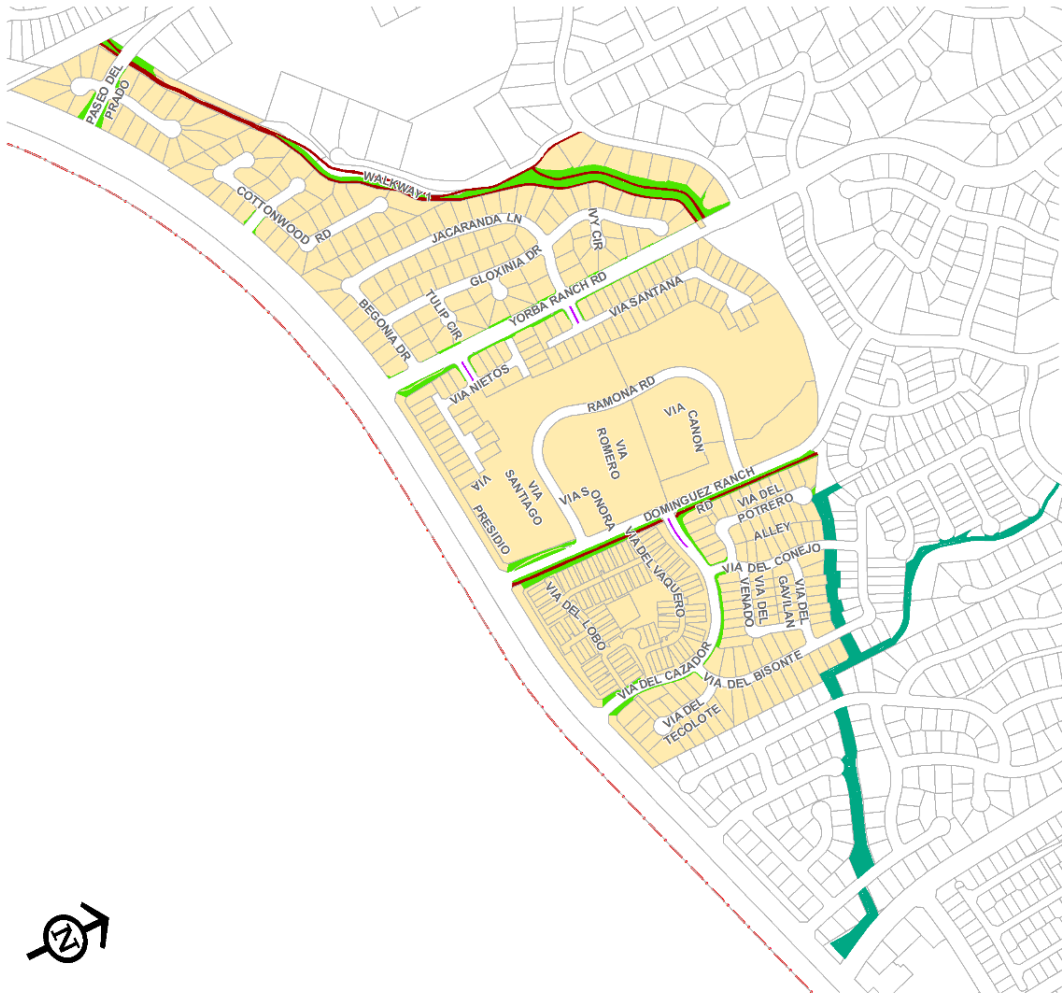 PASEO DEL
PRADO
WALKWAY 1
COTTONWOOD
RD
JACARANDA LN
IVY CIR
GLOXINIA DR
TULIP CIR
BEGONIA DR
YORBA RANCH RD
VIA SANTANA
VIA NIETOS
RAMONA RD
VIA
CANON
VIA
ROMERO
VIA
SANTIAGO
VIA
PRESIDIO
VIA SONORA
DOMINGUEZ RANCH
RD
VIA DEL
POTRERO
ALLEY
VIA DEL CONEJO
VIA DEL VAQUERO
VIA DEL
VENADO
VIA DEL
GAVILAN
VIA DEL LOBO
VIA DEL CAZADOR
VIA DEL BISONTE
VIA DEL
TECOLOTE
N